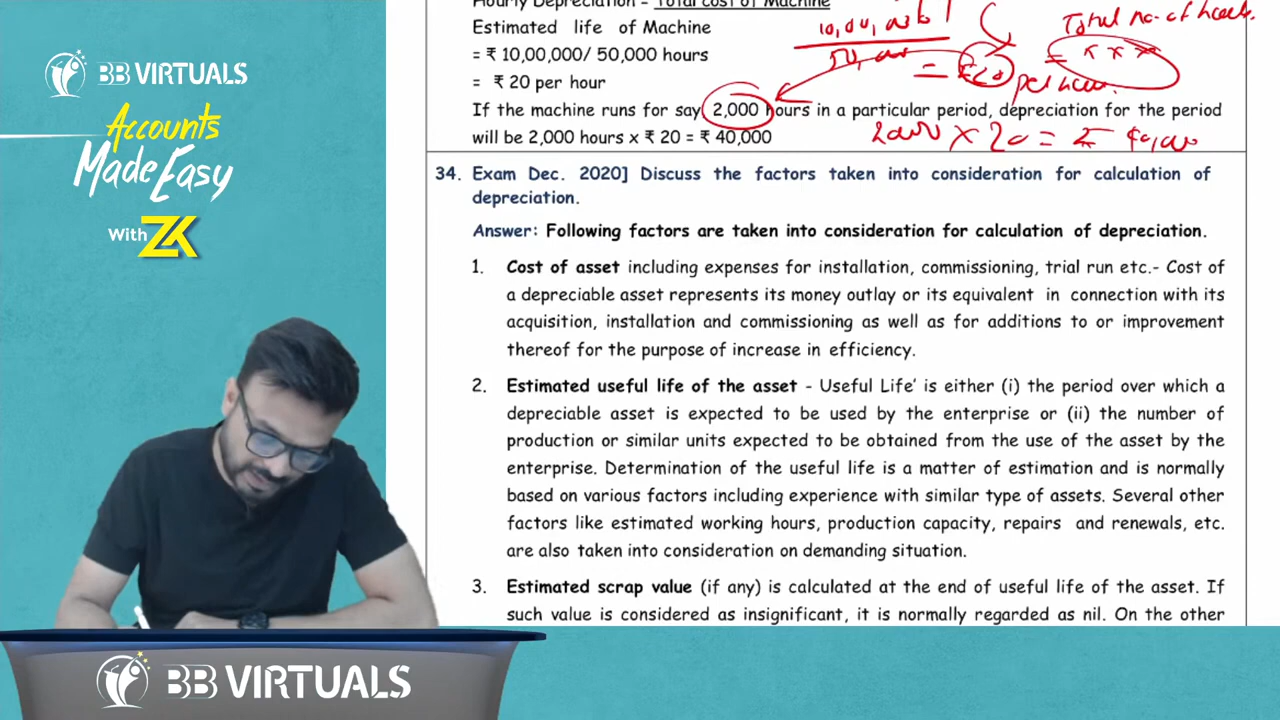 BB VIRTUALS
Accounts
Made Easy
With ZK
Hourly Depreciation = Total cost of Machine
Estimated life of Machine
= ₹ 10,00,000/ 50,000 hours
= ₹ 20 per hour
If the machine runs for say 2,000 hours in a particular period, depreciation for the period
will be 2,000 hours x ₹ 20 = ₹ 40,000
Total no. of hours.
per hour.
34. Exam Dec. 2020] Discuss the factors taken into consideration for calculation of
depreciation.
Answer: Following factors are taken into consideration for calculation of depreciation.
1. Cost of asset including expenses for installation, commissioning, trial run etc.- Cost of
a depreciable asset represents its money outlay or its equivalent in connection with its
acquisition, installation and commissioning as well as for additions to or improvement
thereof for the purpose of increase in efficiency.
2. Estimated useful life of the asset - Useful Life' is either (i) the period over which a
depreciable asset is expected to be used by the enterprise or (ii) the number of
production or similar units expected to be obtained from the use of the asset by the
enterprise. Determination of the useful life is a matter of estimation and is normally
based on various factors including experience with similar type of assets. Several other
factors like estimated working hours, production capacity, repairs and renewals, etc.
are also taken into consideration on demanding situation.
3. Estimated scrap value (if any) is calculated at the end of useful life of the asset. If
such value is considered as insignificant, it is normally regarded as nil. On the other
BB VIRTUALS